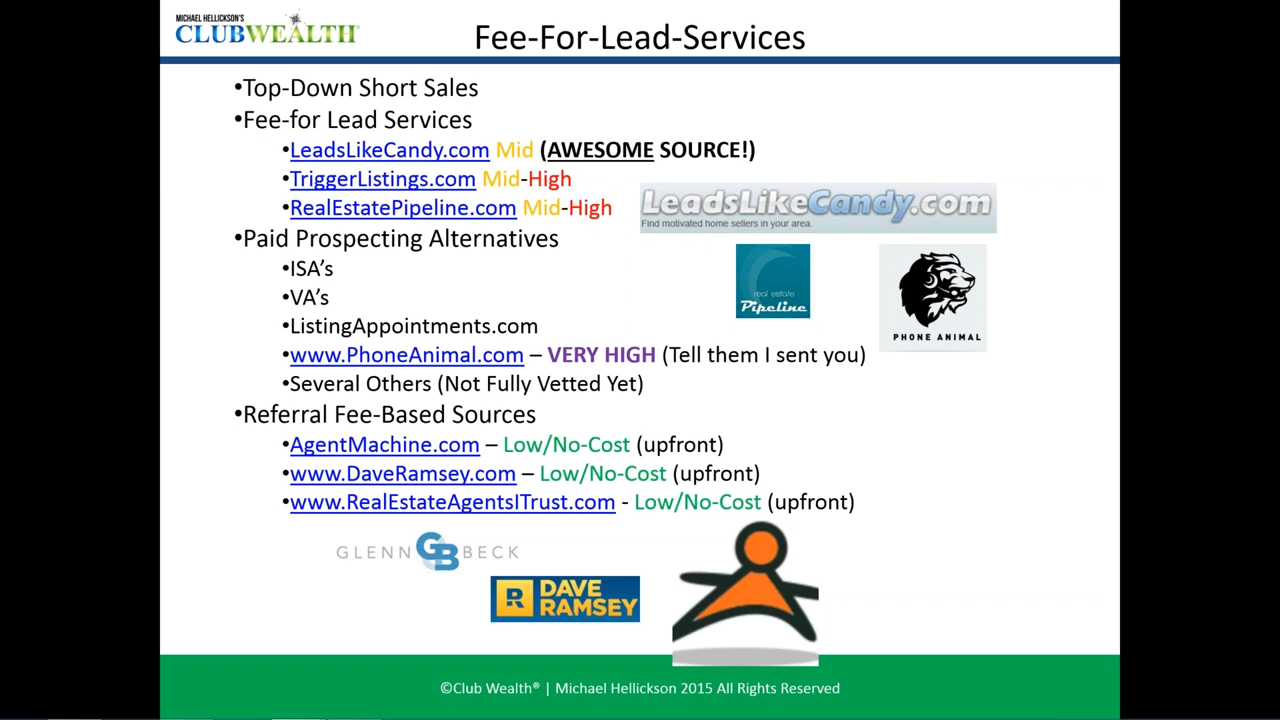 MICHAEL HELLICKSON'S
CLUBWEALTH®
Fee-For-Lead-Services
•Top-Down Short Sales
•Fee-for Lead Services
•LeadsLikeCandy.com Mid (AWESOME SOURCE!)
•TriggerListings.com Mid-High
•RealEstatePipeline.com Mid-High
LeadsLikeCandy.com
Find motivated home sellers in your area.
•Paid Prospecting Alternatives
•ISA's
•VA's
•ListingAppointments.com
•www.PhoneAnimal.com – VERY HIGH (Tell them I sent you)
•Several Others (Not Fully Vetted Yet)
real estate
Pipeline
PHONE ANIMAL
•Referral Fee-Based Sources
•AgentMachine.com – Low/No-Cost (upfront)
•www.DaveRamsey.com – Low/No-Cost (upfront)
•www.RealEstateAgentsITrust.com - Low/No-Cost (upfront)
GLENN GB BECK
R DAVE
RAMSEY
©Club Wealth® | Michael Hellickson 2015 All Rights Reserved